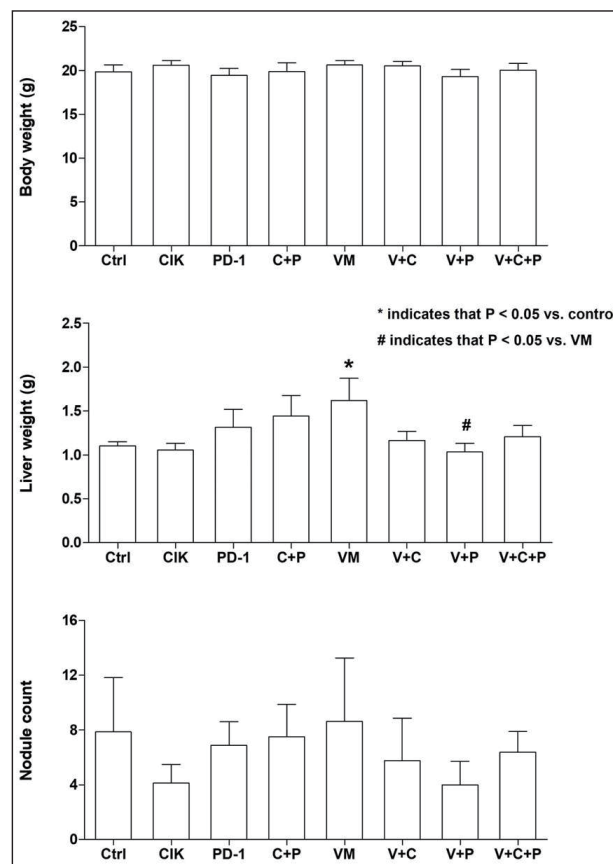 Body weight (g)
25
20
15
10
5
0
Ctrl CIK PD-1 C+P VM V+C V+P V+C+P
* indicates that P < 0.05 vs. control
# indicates that P < 0.05 vs. VM
Liver weight (g)
2.5
2.0
1.5
1.0
0.5
0.0
*
#
Ctrl CIK PD-1 C+P VM V+C V+P V+C+P
Nodule count
16
12
8
4
0
Ctrl CIK PD-1 C+P VM V+C V+P V+C+P